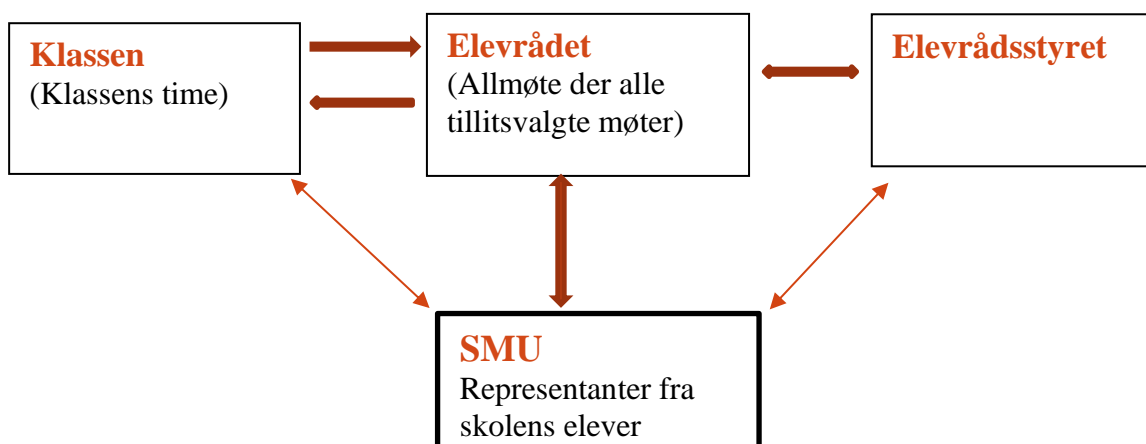 Klassen
(Klassens time)
Elevrådet
(Allmøte der alle
tillitsvalgte møter)
Elevrådsstyret
SMU
Representanter fra
skolens elever